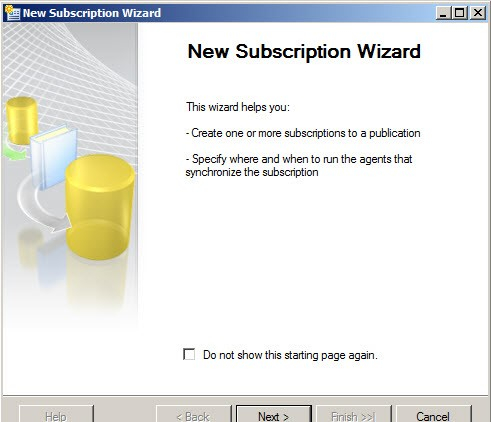 New Subscription Wizard
New Subscription Wizard
This wizard helps you:
- Create one or more subscriptions to a publication
- Specify where and when to run the agents that
synchronize the subscription
Do not show this starting page again.
Help
< Back
Next >
Finish >>|
Cancel